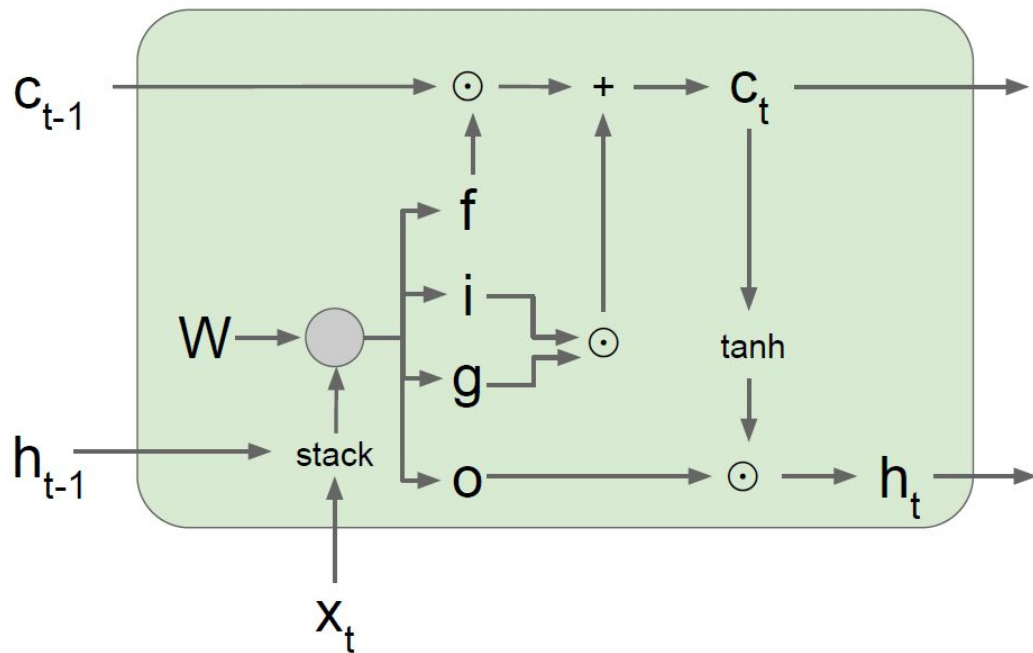 c_{t-1} ⊙ + c_t
f
i
W ⊙ tanh
g
h_{t-1} stack o ⊙ h_t
x_t